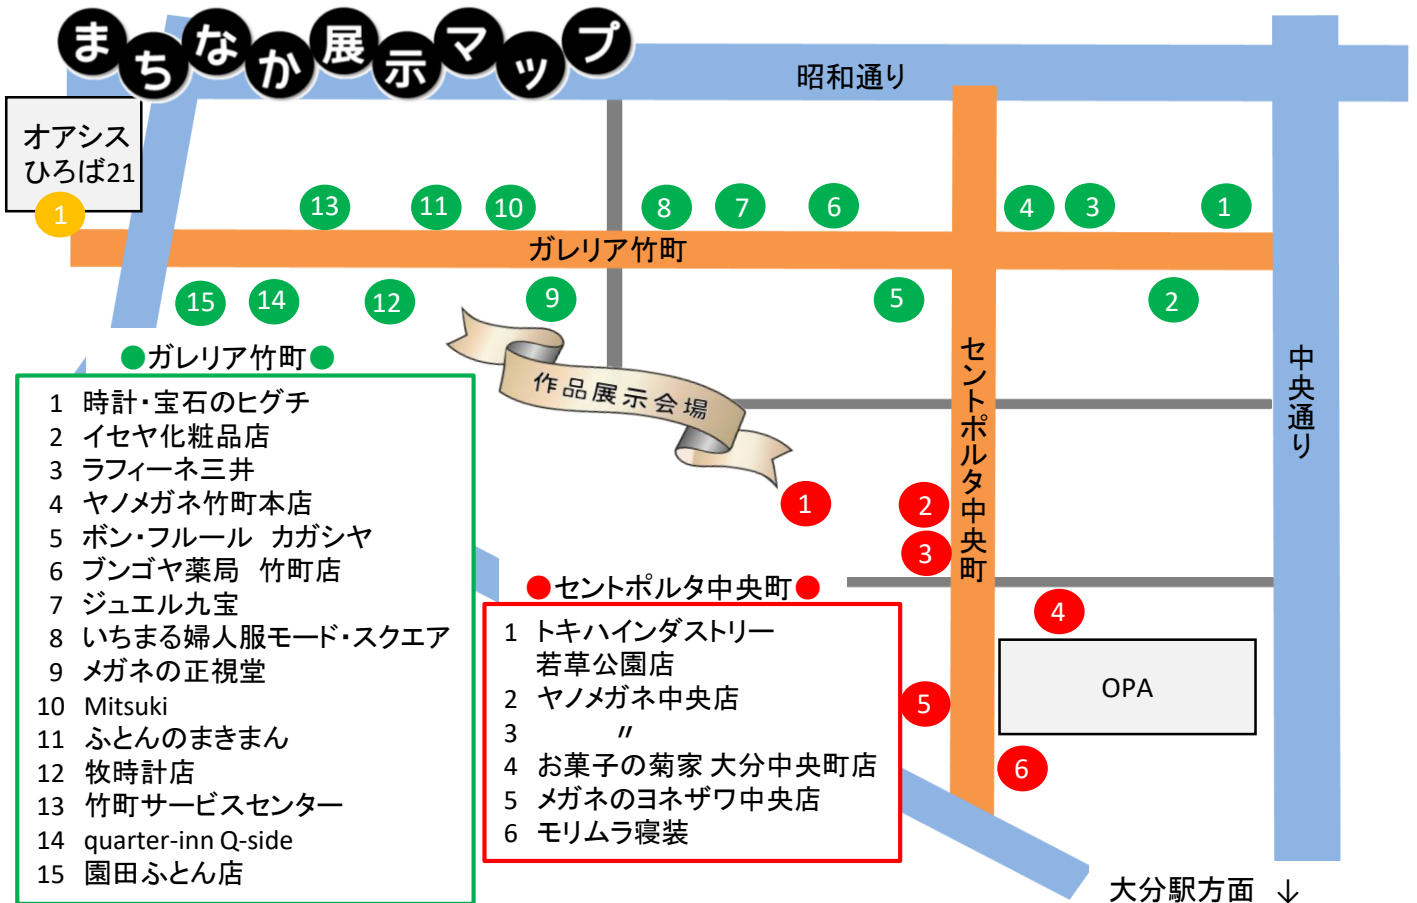 まちなか展示マップ
昭和通り
オアシス
ひろば21
1
13
11
10
8
7
6
4
3
1
ガレリア竹町
15
14
12
9
5
2
作品展示会場
セントポルタ中央町
中央通り
●ガレリア竹町●
1 時計・宝石のヒグチ
2 イセヤ化粧品店
3 ラフィーネ三井
4 ヤノメガネ竹町本店
5 ボン・フルール カガシヤ
6 ブンゴヤ薬局 竹町店
7 ジュエル九宝
8 いちまる婦人服モード・スクエア
9 メガネの正視堂
10 Mitsuki
11 ふとんのまきまん
12 牧時計店
13 竹町サービスセンター
14 quarter-inn Q-side
15 園田ふとん店
1
2
3
4
5
6
OPA
●セントポルタ中央町●
1 トキハインダストリー
若草公園店
2 ヤノメガネ中央店
3 〃
4 お菓子の菊家 大分中央町店
5 メガネのヨネザワ中央店
6 モリムラ寝装
大分駅方面 ↓